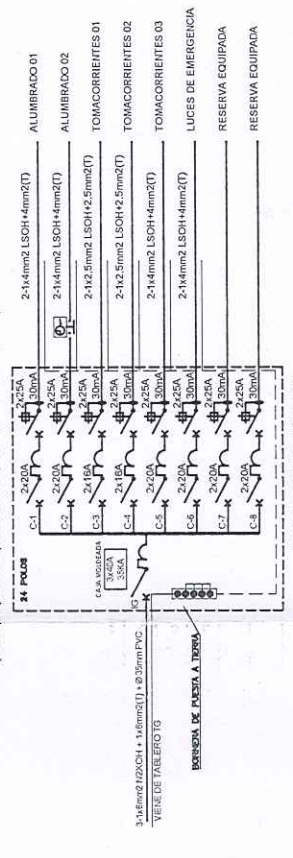 24 POLOS
3-1x6mm2 N2XOH + 1x6mm2(T) + Ø 35mm PVC
VIENE DE TABLERO TG
IG
CAJA MOLDEADA
3x40A
35KA
BORNERA DE PUESTA A TIERRA
C-1 2x20A 2x25A 30mA 2-1x4mm2 LSOH+4mm2(T) ALUMBRADO 01
C-2 2x20A 2x25A 30mA 2-1x4mm2 LSOH+4mm2(T) ALUMBRADO 02
C-3 2x16A 2x25A 30mA 2-1x2,5mm2 LSOH+2,5mm2(T) TOMACORRIENTES 01
C-4 2x16A 2x25A 30mA 2-1x2,5mm2 LSOH+2,5mm2(T) TOMACORRIENTES 02
C-5 2x20A 2x25A 30mA 2-1x4mm2 LSOH+4mm2(T) TOMACORRIENTES 03
C-6 2x20A 2x25A 30mA 2-1x4mm2 LSOH+4mm2(T) LUCES DE EMERGENCIA
C-7 2x20A 2x25A 30mA RESERVA EQUIPADA
C-8 2x20A 2x25A 30mA RESERVA EQUIPADA